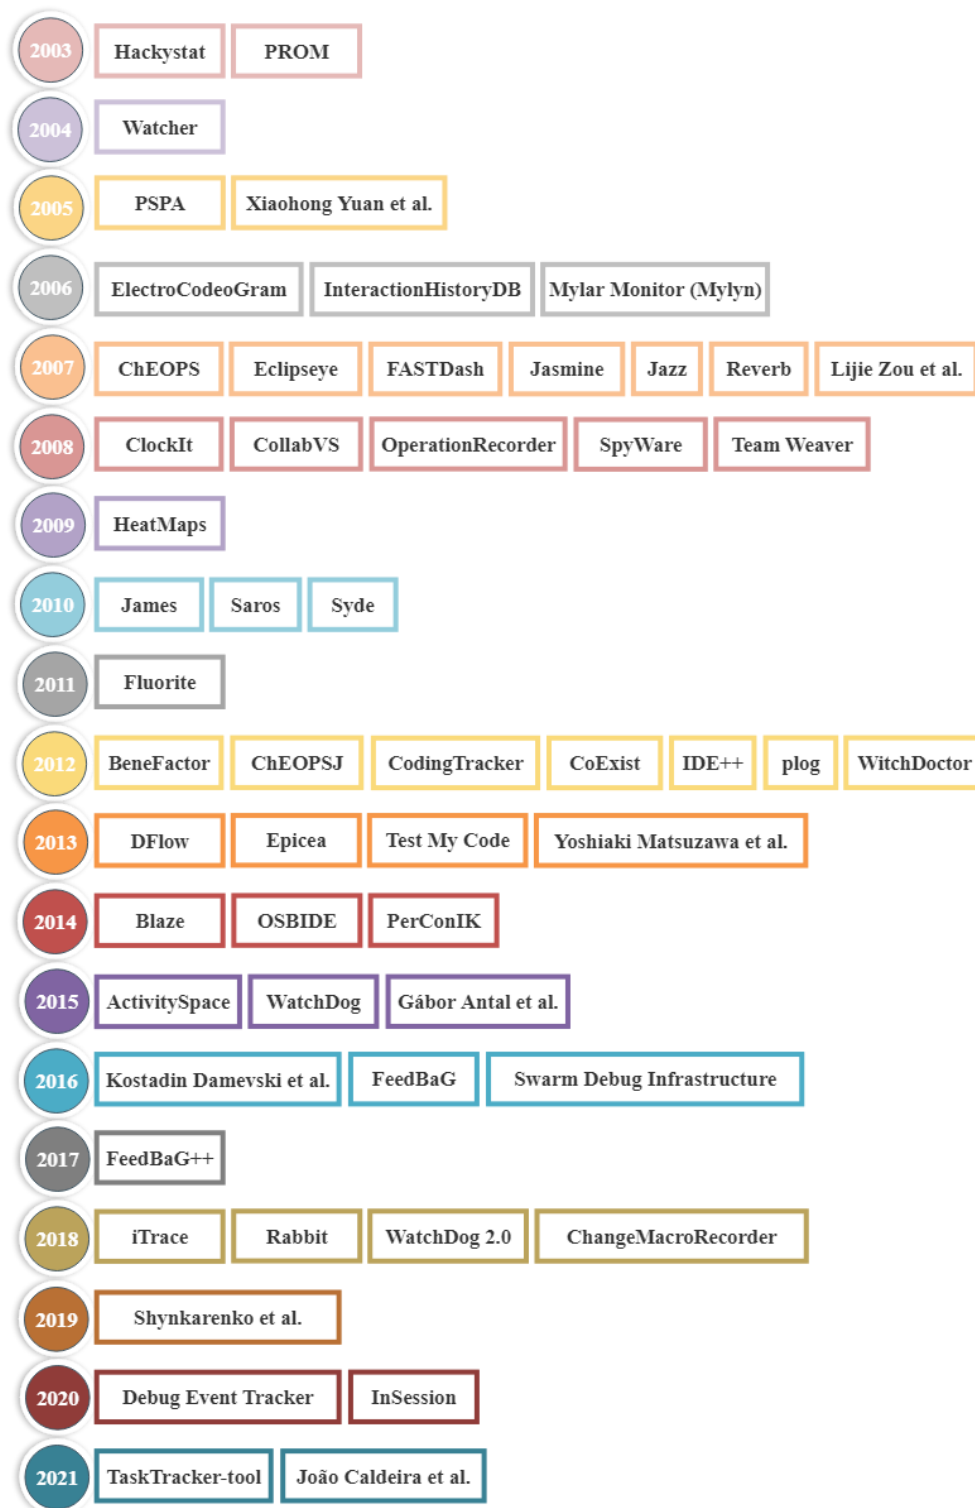 2003 Hackystat PROM
2004 Watcher
2005 PSPA Xiaohong Yuan et al.
2006 ElectroCodeoGram InteractionHistoryDB Mylar Monitor (Mylyn)
2007 ChEOPS Eclipseye FASTDash Jasmine Jazz Reverb Lijie Zou et al.
2008 ClockIt CollabVS OperationRecorder SpyWare Team Weaver
2009 HeatMaps
2010 James Saros Syde
2011 Fluorite
2012 BeneFactor ChEOPSJ CodingTracker CoExist IDE++ plog WitchDoctor
2013 DFlow Epicea Test My Code Yoshiaki Matsuzawa et al.
2014 Blaze OSBIDE PerConIK
2015 ActivitySpace WatchDog Gábor Antal et al.
2016 Kostadin Damevski et al. FeedBaG Swarm Debug Infrastructure
2017 FeedBaG++
2018 iTrace Rabbit WatchDog 2.0 ChangeMacroRecorder
2019 Shynkarenko et al.
2020 Debug Event Tracker InSession
2021 TaskTracker-tool João Caldeira et al.